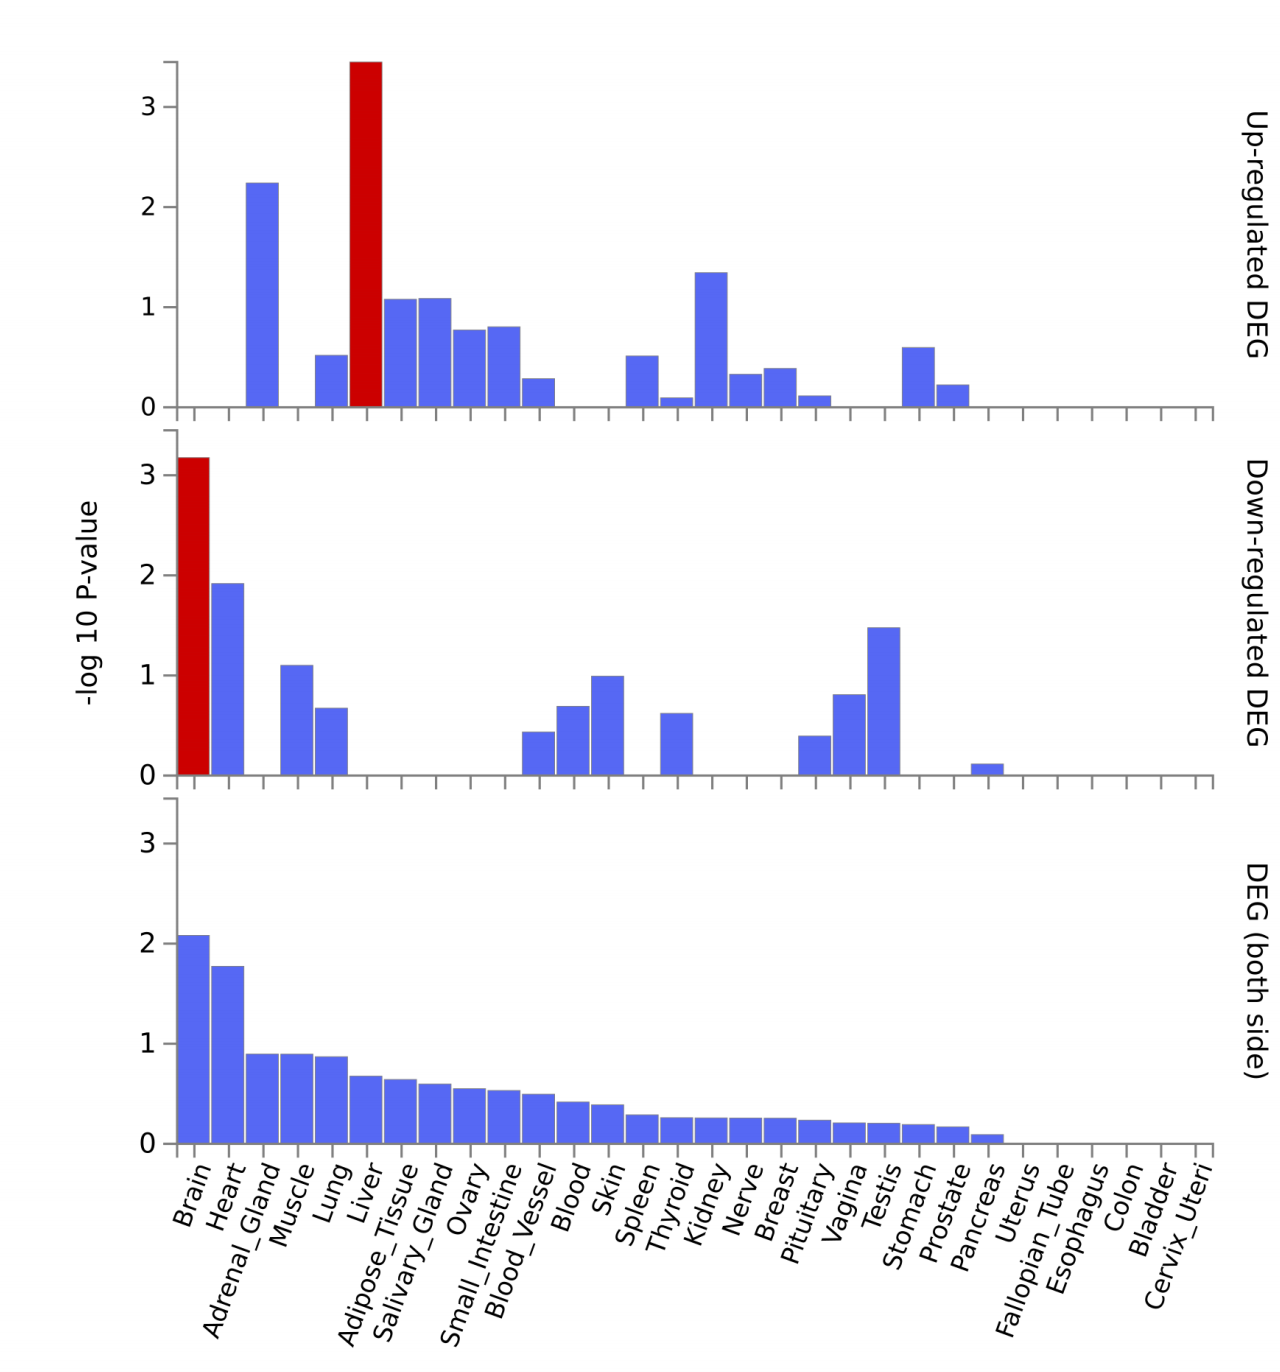 3
2
1
0
Up-regulated DEG
-log 10 P-value
3
2
1
0
Down-regulated DEG
3
2
1
0
DEG (both side)
Brain
Heart
Adrenal_Gland
Muscle
Lung
Liver
Adipose_Tissue
Salivary_Gland
Ovary
Small_Intestine
Blood_Vessel
Blood
Skin
Spleen
Thyroid
Kidney
Nerve
Breast
Pituitary
Vagina
Testis
Stomach
Prostate
Pancreas
Uterus
Fallopian_Tube
Esophagus
Colon
Bladder
Cervix_Uteri